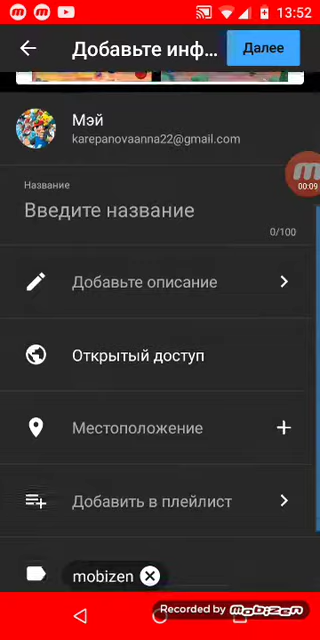 13:52
Добавьте инф...
Далее
Мэй
karepanovaanna22@gmail.com
00:09
Название
Введите название
0/100
Добавьте описание
Открытый доступ
Местоположение
Добавить в плейлист
mobizen
Recorded by mobizen